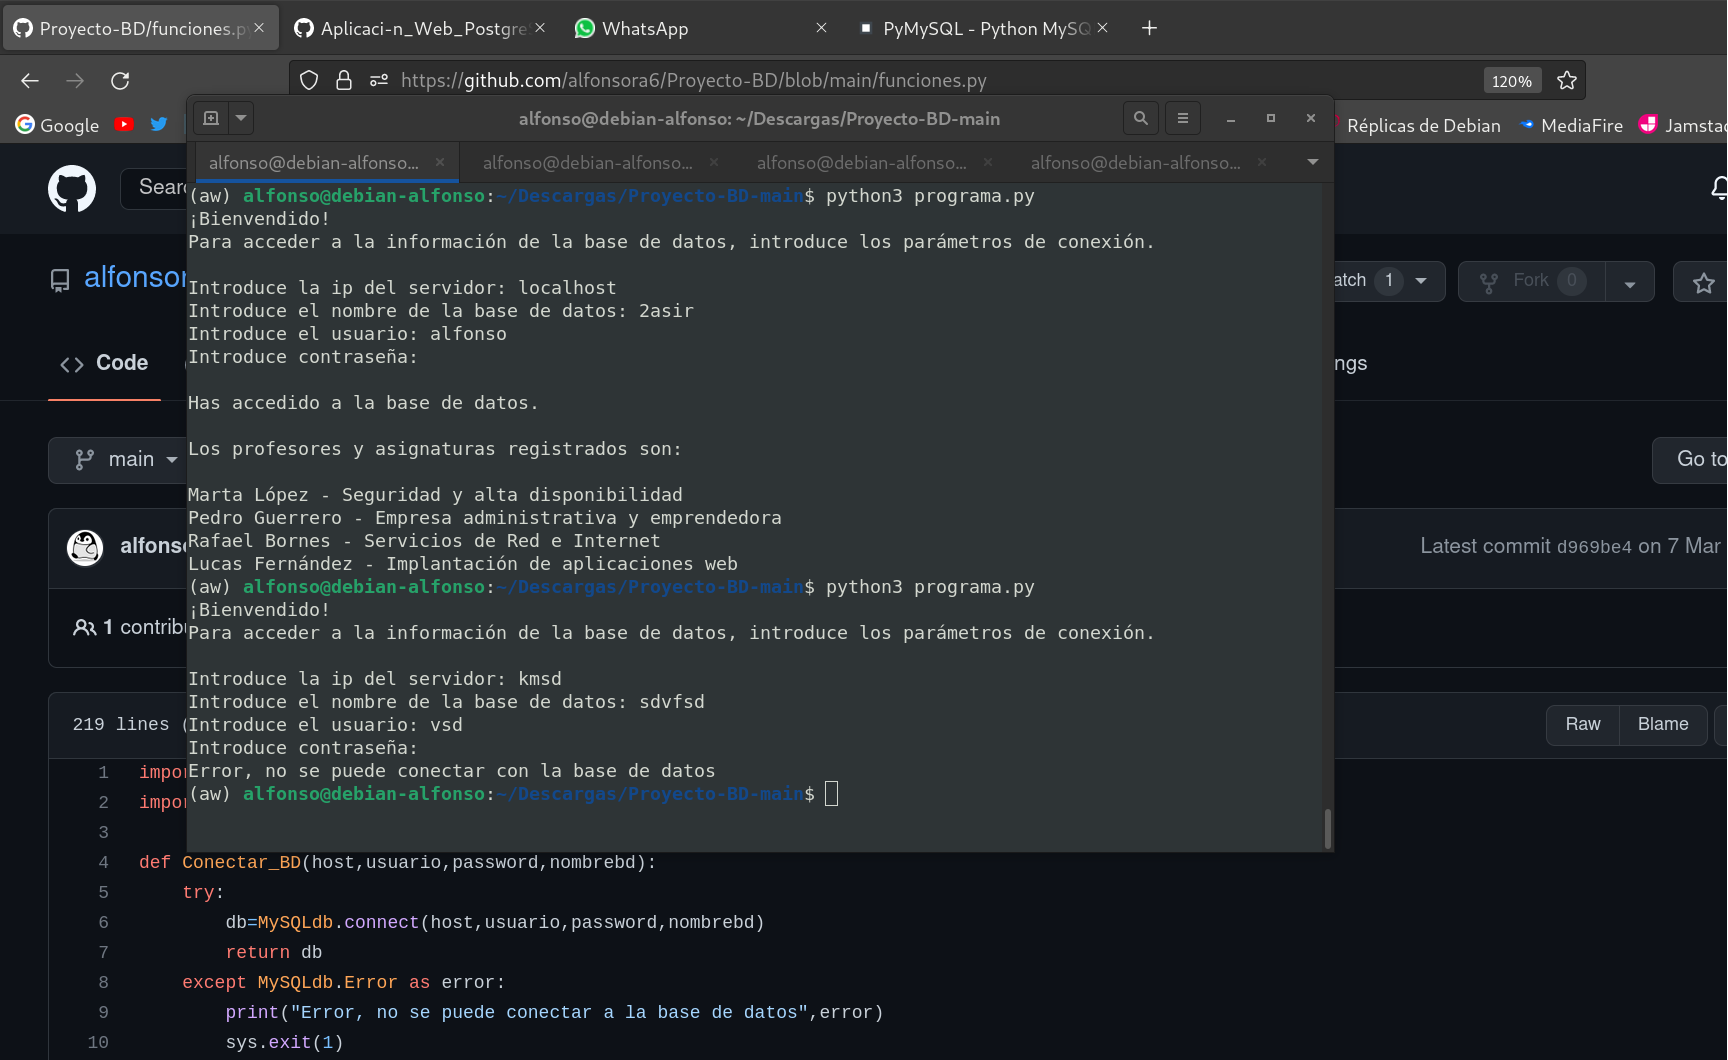 Proyecto-BD/funciones.p
Aplicaci-n_Web_Postgre
WhatsApp
PyMySQL - Python MySQ
https://github.com/alfonsora6/Proyecto-BD/blob/main/funciones.py
120%
Google
Réplicas de Debian
MediaFire
Jamstac
alfonso@debian-alfonso: ~/Descargas/Proyecto-BD-main
alfonso@debian-alfonso...
alfonso@debian-alfonso...
alfonso@debian-alfonso...
alfonso@debian-alfonso...
Sear
(aw) alfonso@debian-alfonso:~/Descargas/Proyecto-BD-main$ python3 programa.py
¡Bienvendido!
Para acceder a la información de la base de datos, introduce los parámetros de conexión.
Introduce la ip del servidor: localhost
Introduce el nombre de la base de datos: 2asir
Introduce el usuario: alfonso
Introduce contraseña:
Has accedido a la base de datos.
Los profesores y asignaturas registrados son:
Marta López - Seguridad y alta disponibilidad
Pedro Guerrero - Empresa administrativa y emprendedora
Rafael Bornes - Servicios de Red e Internet
Lucas Fernández - Implantación de aplicaciones web
(aw) alfonso@debian-alfonso:~/Descargas/Proyecto-BD-main$ python3 programa.py
¡Bienvendido!
Para acceder a la información de la base de datos, introduce los parámetros de conexión.
Introduce la ip del servidor: kmsd
Introduce el nombre de la base de datos: sdvfsd
Introduce el usuario: vsd
Introduce contraseña:
Error, no se puede conectar con la base de datos
(aw) alfonso@debian-alfonso:~/Descargas/Proyecto-BD-main$
alfonsor
atch 1
Fork 0
Code
ngs
main
Go to
alfonso
Latest commit d969be4 on 7 Mar
1 contribu
219 lines (
Raw
Blame
1 impor
2 impor
3
4 def Conectar_BD(host,usuario,password,nombrebd):
5 try:
6 db=MySQLdb.connect(host,usuario,password,nombrebd)
7 return db
8 except MySQLdb.Error as error:
9 print("Error, no se puede conectar a la base de datos",error)
10 sys.exit(1)